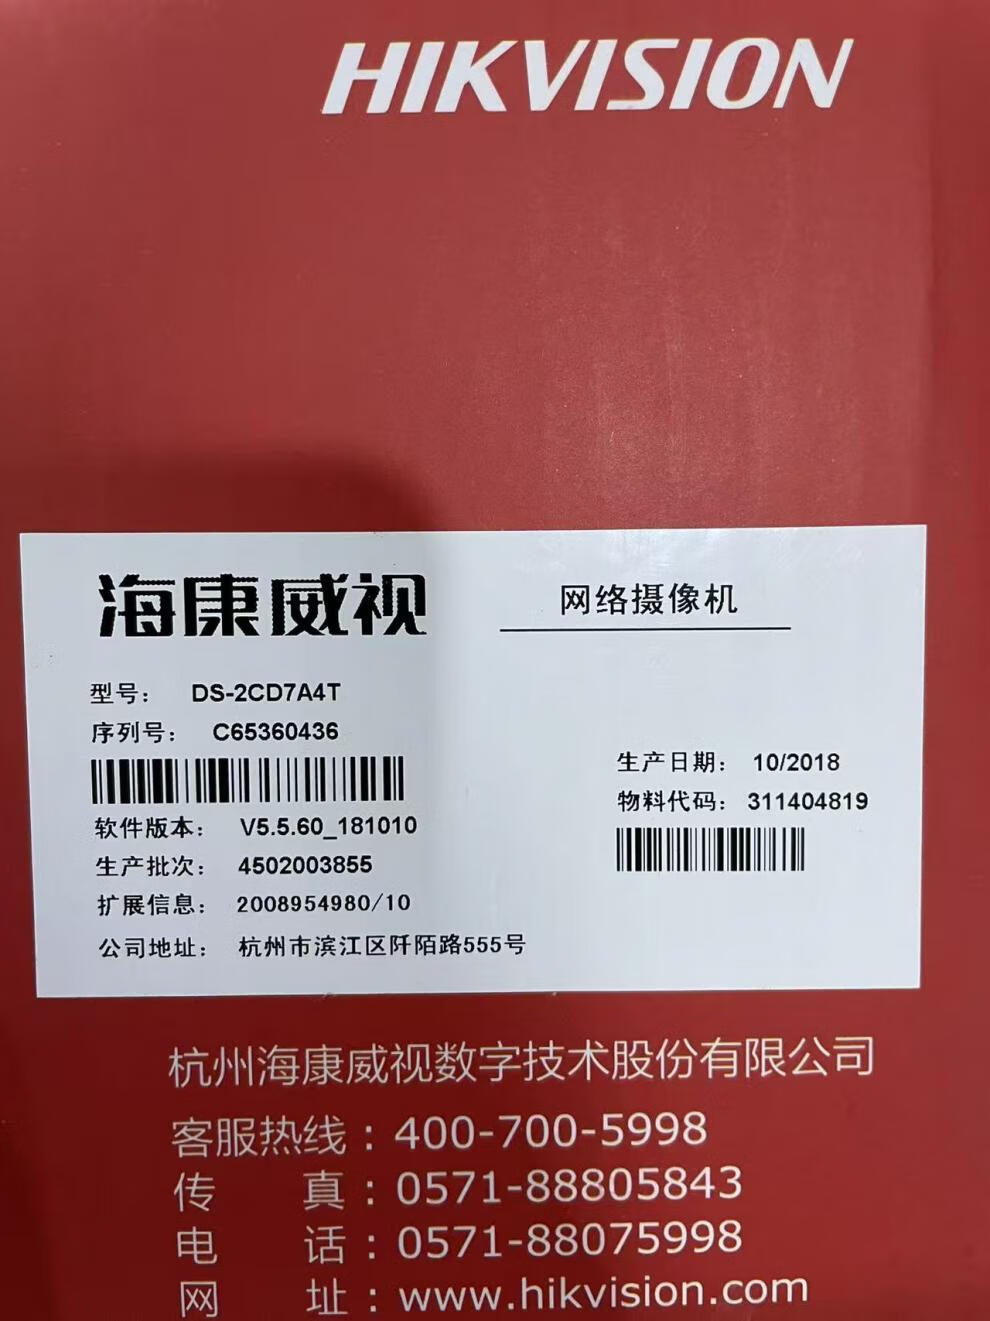 HIKVISION
海康威视
网络摄像机
型号： DS-2CD7A4T
序列号： C65360436
生产日期： 10/2018
物料代码： 311404819
软件版本： V5.5.60_181010
生产批次： 4502003855
扩展信息： 2008954980/10
公司地址： 杭州市滨江区阡陌路555号
杭州海康威视数字技术股份有限公司
客服热线：400-700-5998
传 真：0571-88805843
电 话：0571-88075998
网 址：www.hikvision.com